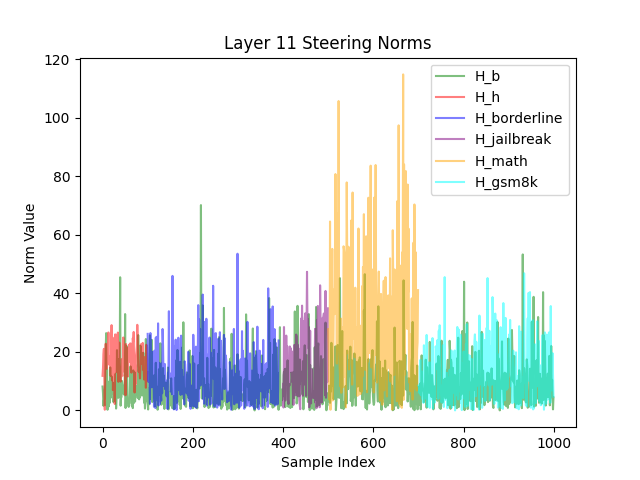 Layer 11 Steering Norms
120
100
80
60
40
20
0
Norm Value
H_b
H_h
H_borderline
H_jailbreak
H_math
H_gsm8k
0 200 400 600 800 1000
Sample Index